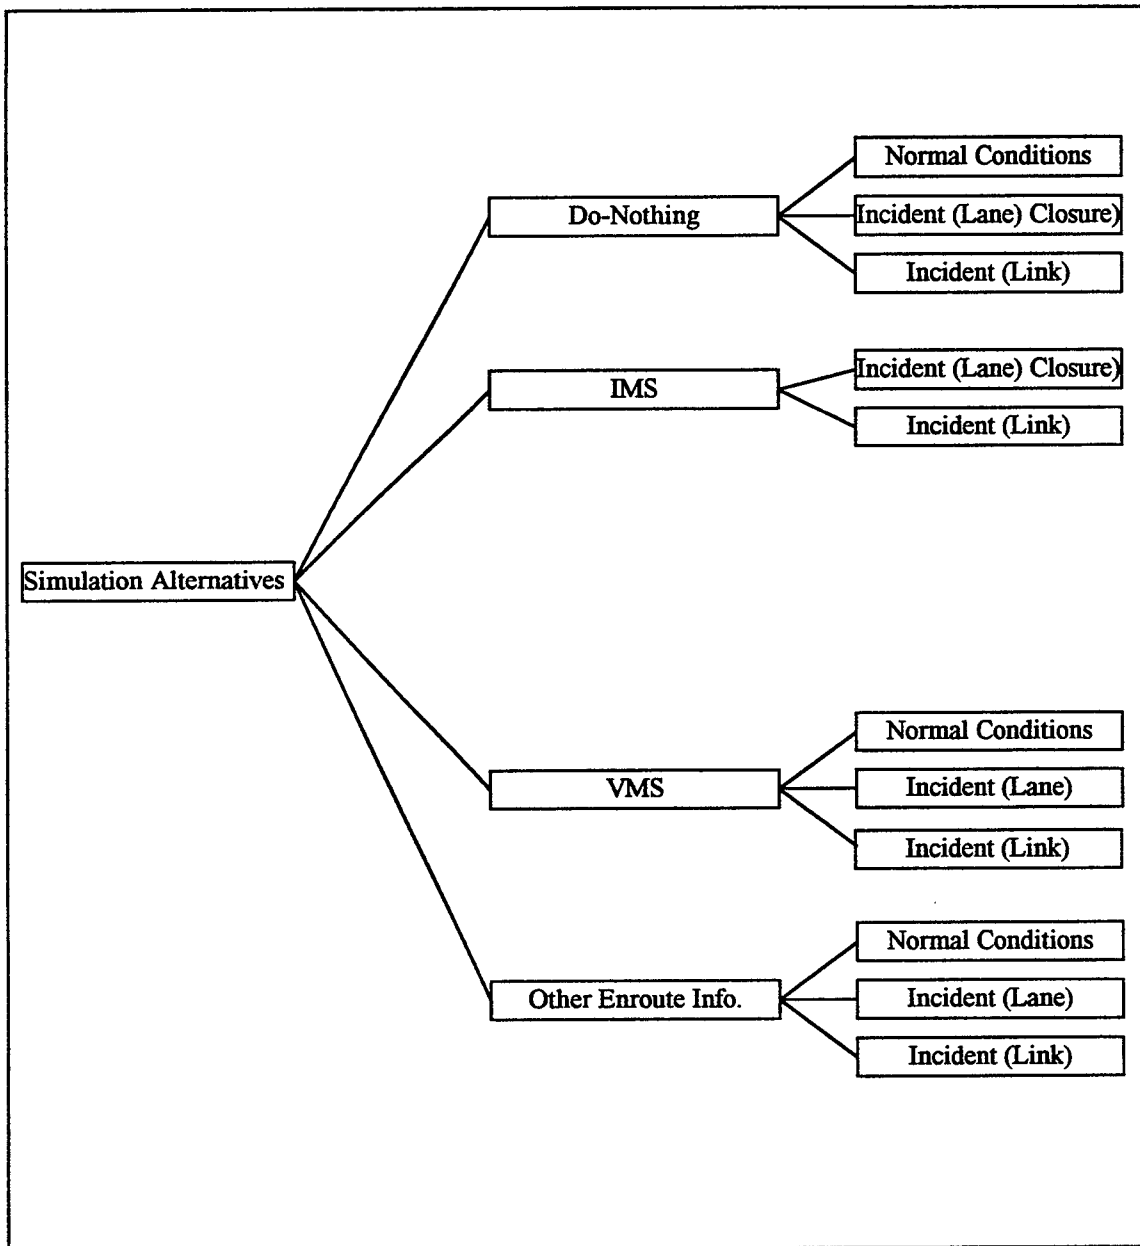 Simulation Alternatives
Do-Nothing
Normal Conditions
Incident (Lane) Closure)
Incident (Link)
IMS
Incident (Lane) Closure)
Incident (Link)
VMS
Normal Conditions
Incident (Lane)
Incident (Link)
Other Enroute Info.
Normal Conditions
Incident (Lane)
Incident (Link)